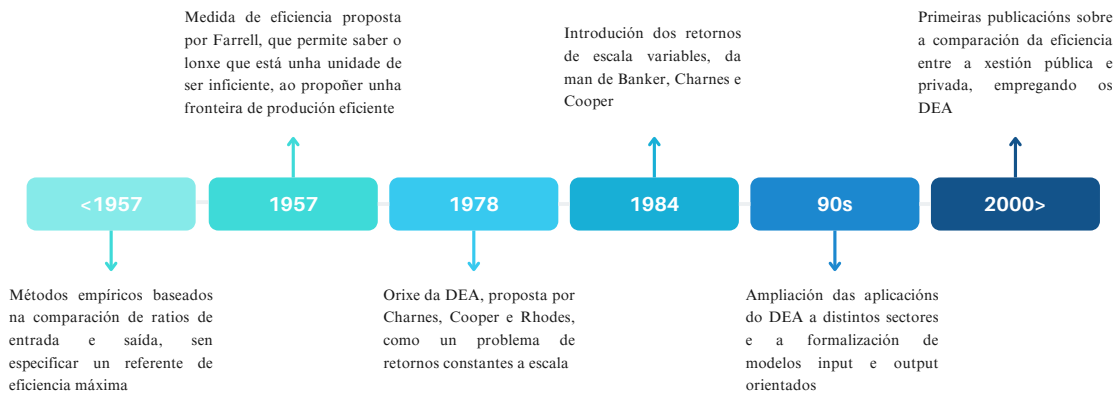 Medida de eficiencia proposta
por Farrell, que permite saber o
lonxe que está unha unidade de
ser inficiente, ao propoñer unha
fronteira de produción eficiente
Introdución dos retornos
de escala variables, da
man de Banker, Charnes e
Cooper
Primeiras publicacións sobre
a comparación da eficiencia
entre a xestión pública e
privada, empregando os
DEA
<1957
1957
1978
1984
90s
2000>
Métodos empíricos baseados
na comparación de ratios de
entrada e saída, sen
especificar un referente de
eficiencia máxima
Orixe da DEA, proposta por
Charnes, Cooper e Rhodes,
como un problema de
retornos constantes a escala
Ampliación das aplicacións
do DEA a distintos sectores
e a formalización de
modelos input e output
orientados